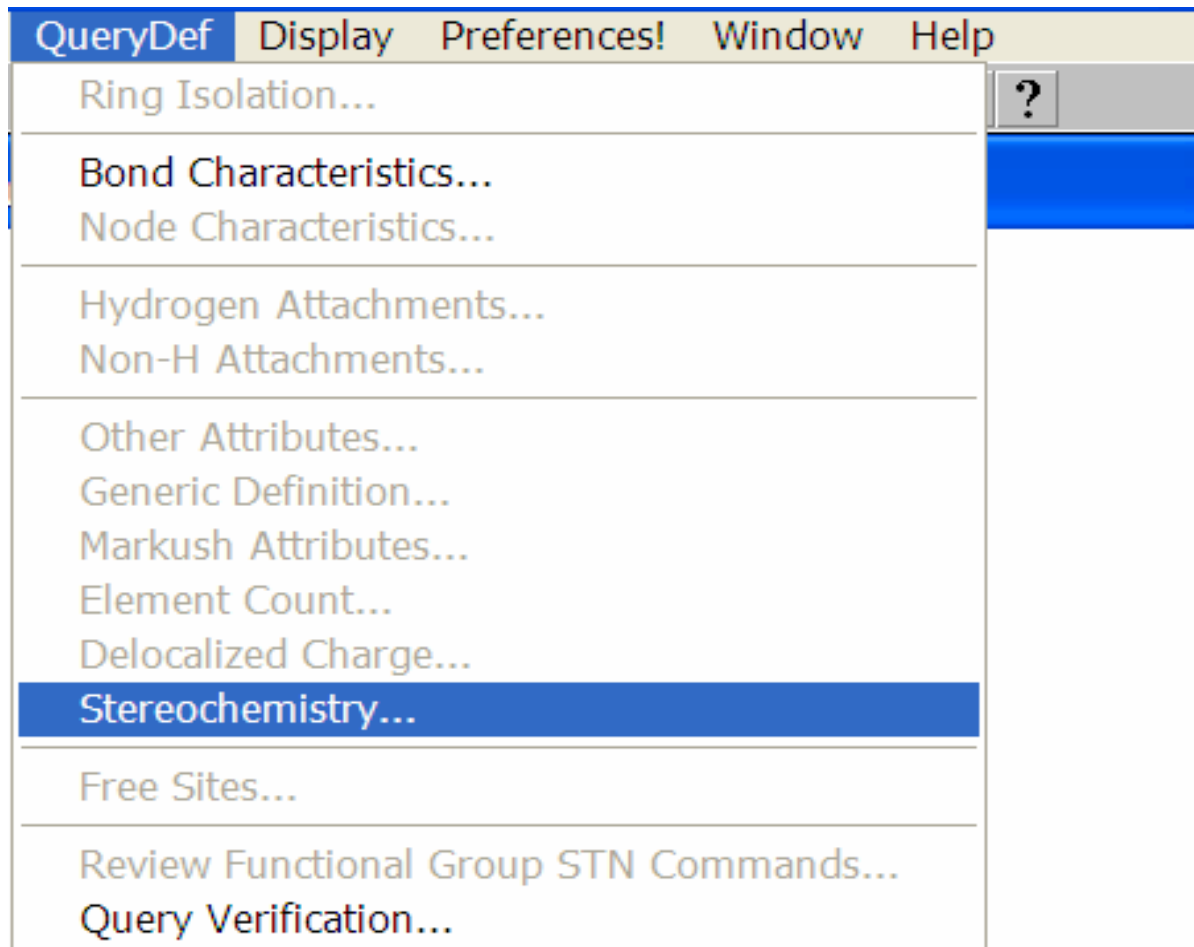 QueryDef Display Preferences! Window Help
Ring Isolation...
?
Bond Characteristics...
Node Characteristics...
Hydrogen Attachments...
Non-H Attachments...
Other Attributes...
Generic Definition...
Markush Attributes...
Element Count...
Delocalized Charge...
Stereochemistry...
Free Sites...
Review Functional Group STN Commands...
Query Verification...